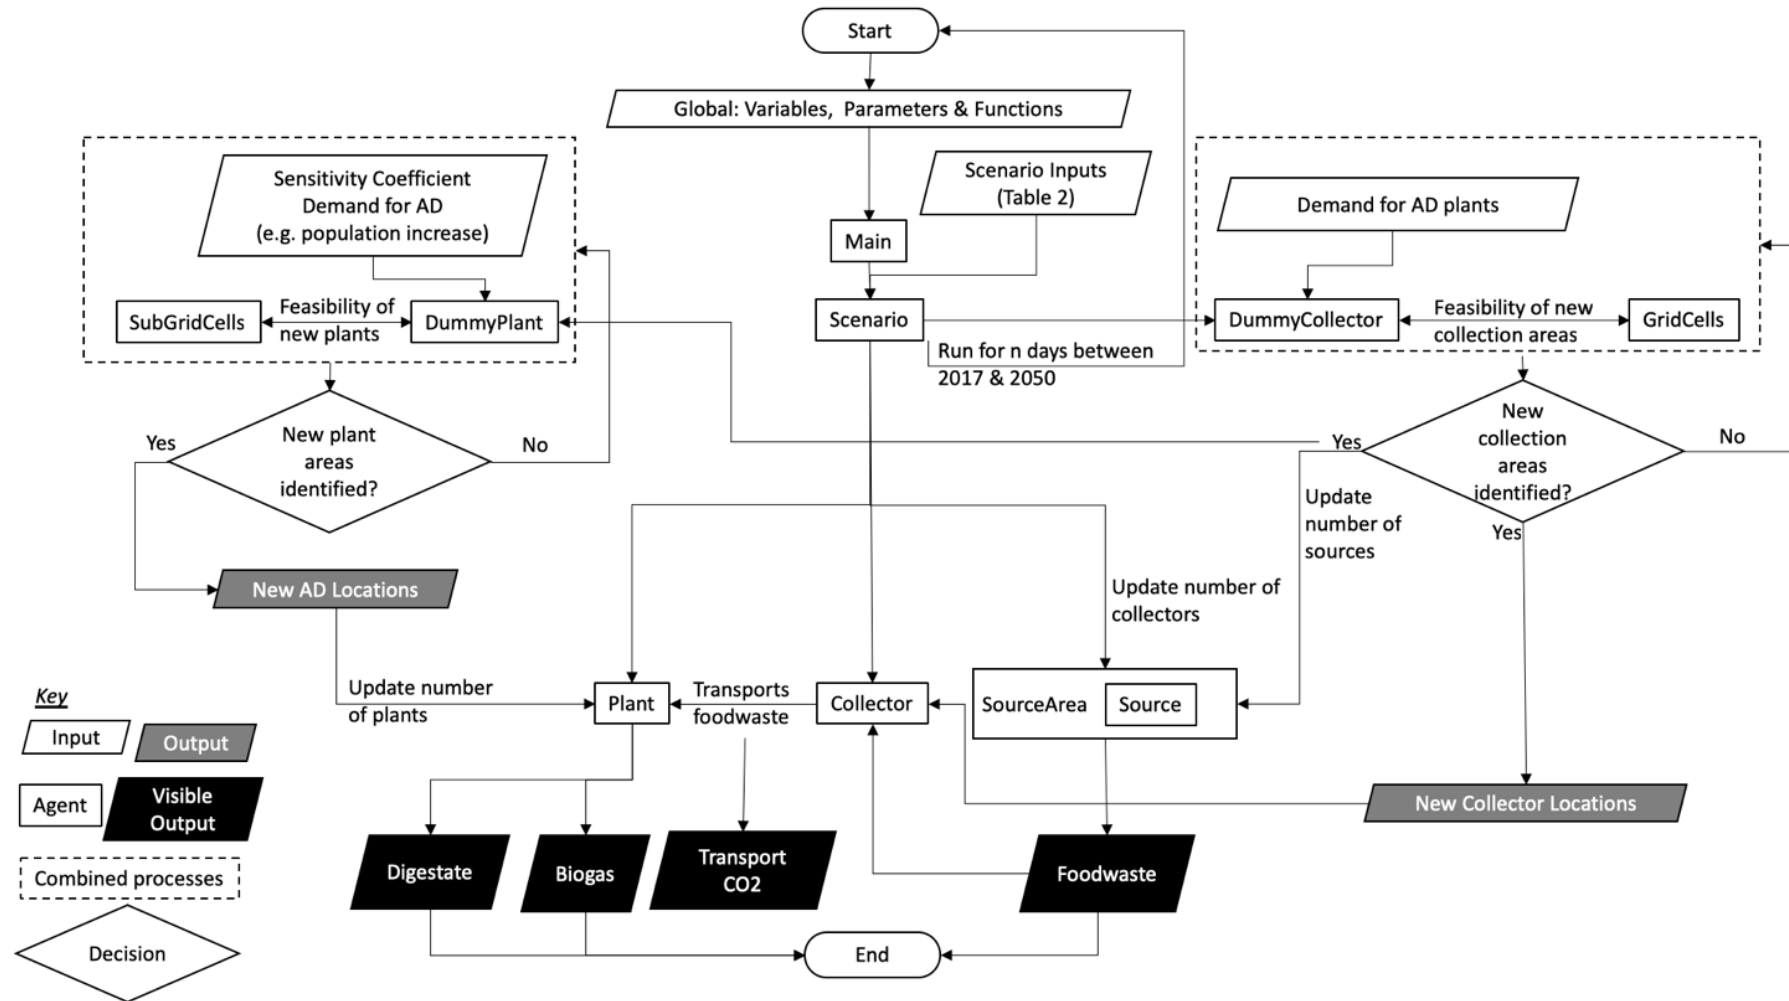 Start
Global: Variables, Parameters & Functions
Scenario Inputs
(Table 2)
Main
Scenario
Run for n days between
2017 & 2050
Sensitivity Coefficient
Demand for AD
(e.g. population increase)
SubGridCells
Feasibility of
new plants
DummyPlant
New plant
areas
identified?
Yes
No
New AD Locations
Update number
of plants
Demand for AD plants
DummyCollector
Feasibility of new
collection areas
GridCells
New
collection
areas
identified?
Yes
No
Yes
Update
number of
sources
Update number of
collectors
Plant
Transports
foodwaste
Collector
SourceArea
Source
New Collector Locations
Digestate
Biogas
Transport
CO2
Foodwaste
End
Key
Input
Output
Agent
Visible
Output
Combined processes
Decision